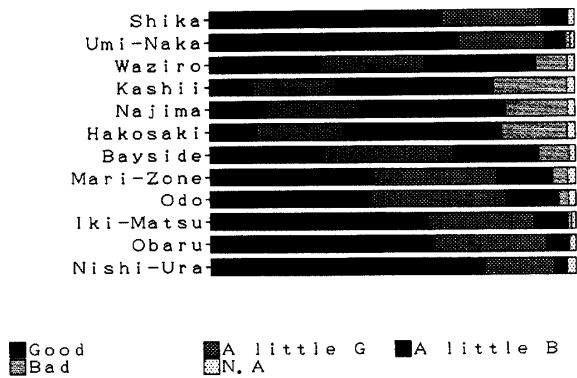 Shika
Umi-Naka
Waziro
Kashii
Najima
Hakosaki
Bayside
Mari-Zone
Odo
Iki-Matsu
Obaru
Nishi-Ura
Good A little G A little B
Bad N.A